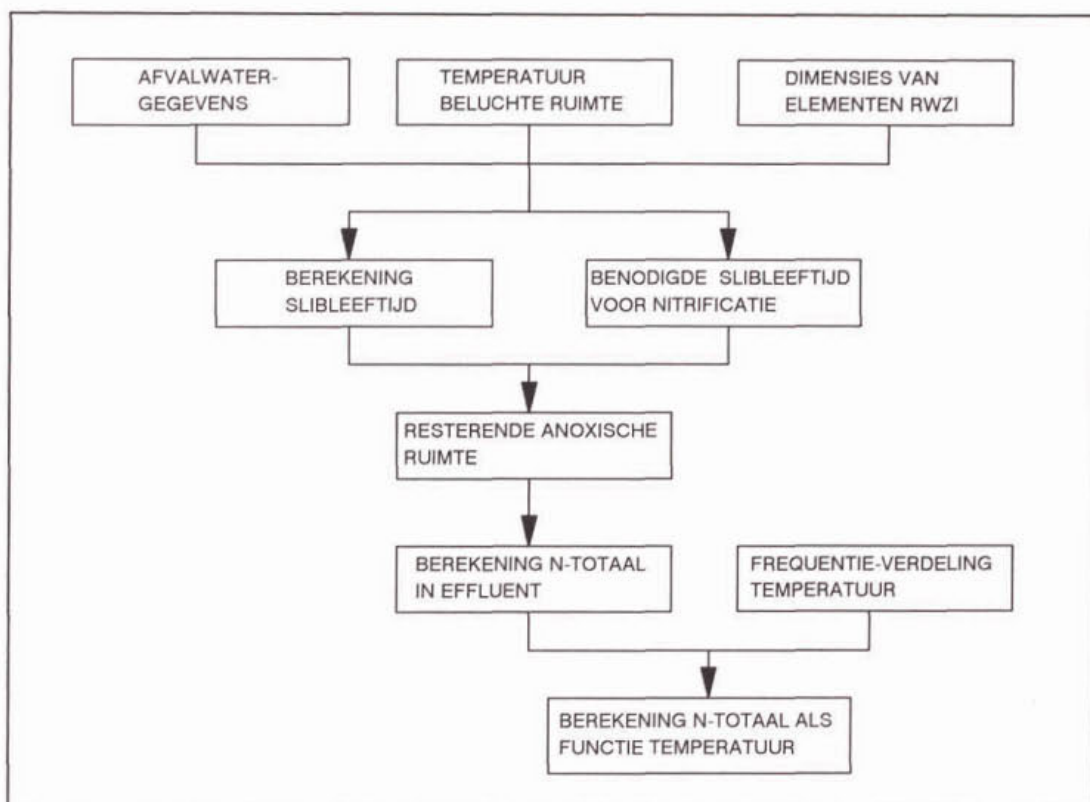 AFVALWATER-
GEGEVENS
TEMPERATUUR
BELUCHTE RUIMTE
DIMENSIES VAN
ELEMENTEN RWZI
BEREKENING
SLIBLEEFTIJD
BENODIGDE SLIBLEEFTIJD
VOOR NITRIFICATIE
RESTERENDE ANOXISCHE
RUIMTE
BEREKENING N-TOTAAL
IN EFFLUENT
FREQUENTIE-VERDELING
TEMPERATUUR
BEREKENING N-TOTAAL ALS
FUNCTIE TEMPERATUUR